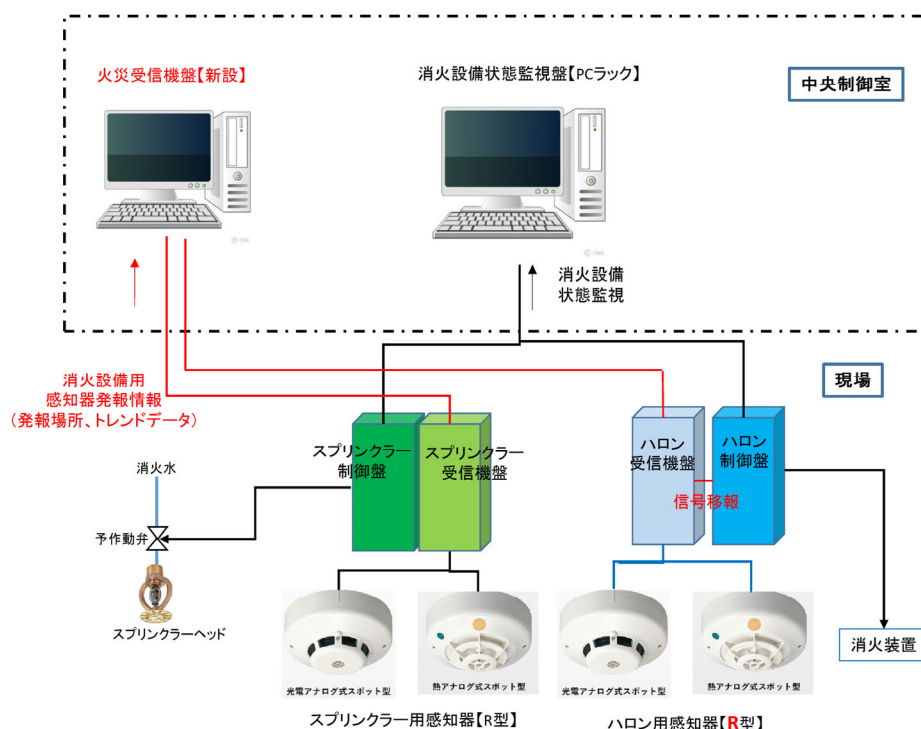 火災受信機盤【新設】
消火設備状態監視盤【PCラック】
中央制御室
消火設備
状態監視
消火設備用
感知器発報情報
(発報場所、トレンドデータ)
現場
スプリンクラー
制御盤
スプリンクラー
受信機盤
ハロン
受信機盤
ハロン
制御盤
信号移報
消火水
予作動弁
スプリンクラーヘッド
消火装置
光電アナログ式スポット型
熱アナログ式スポット型
光電アナログ式スポット型
熱アナログ式スポット型
スプリンクラー用感知器【R型】
ハロン用感知器【R型】